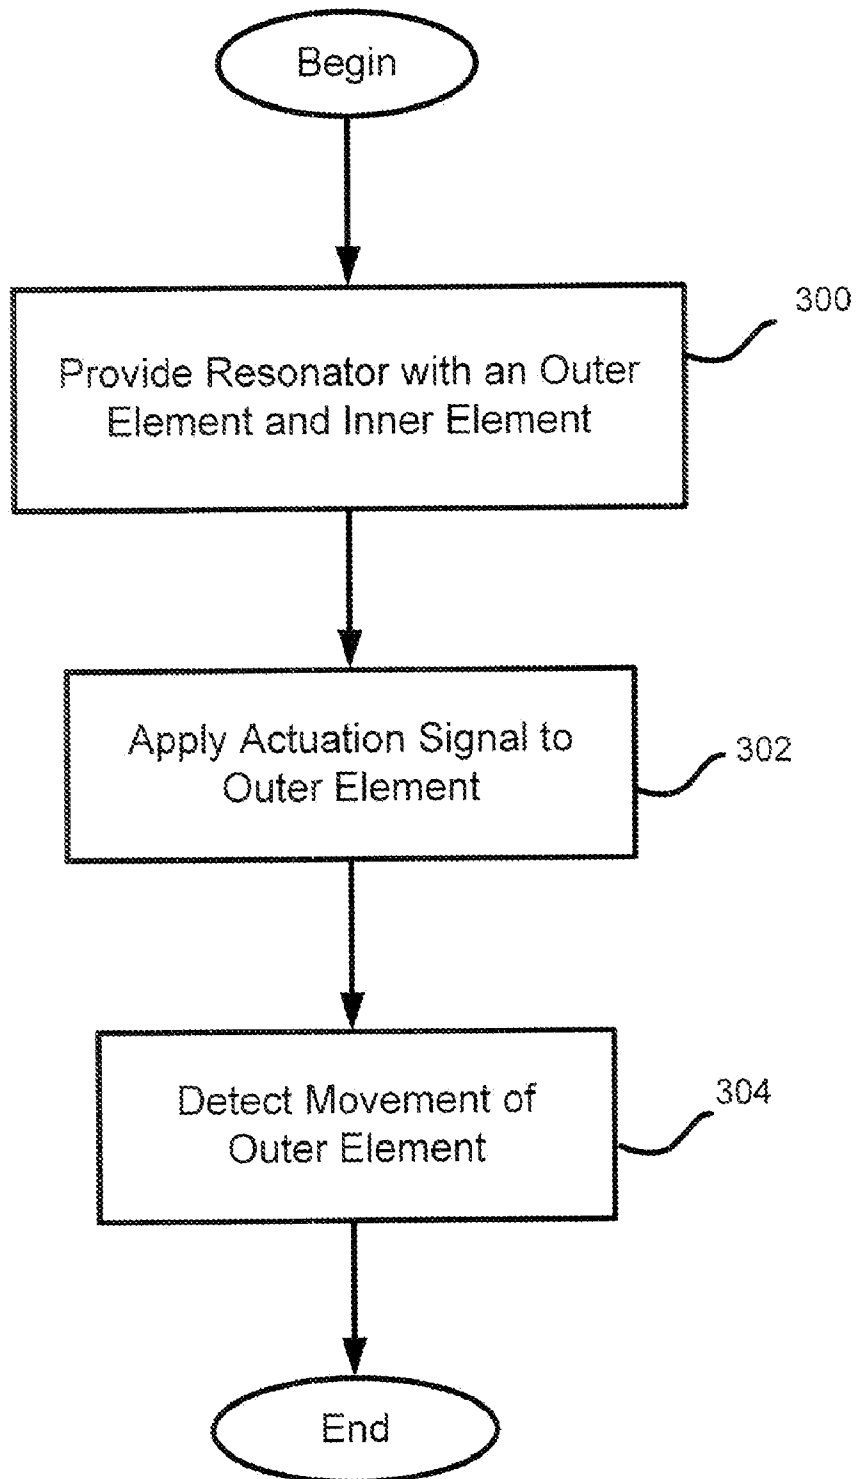 Begin
300
Provide Resonator with an Outer
Element and Inner Element
Apply Actuation Signal to
Outer Element
302
Detect Movement of
Outer Element
304
End